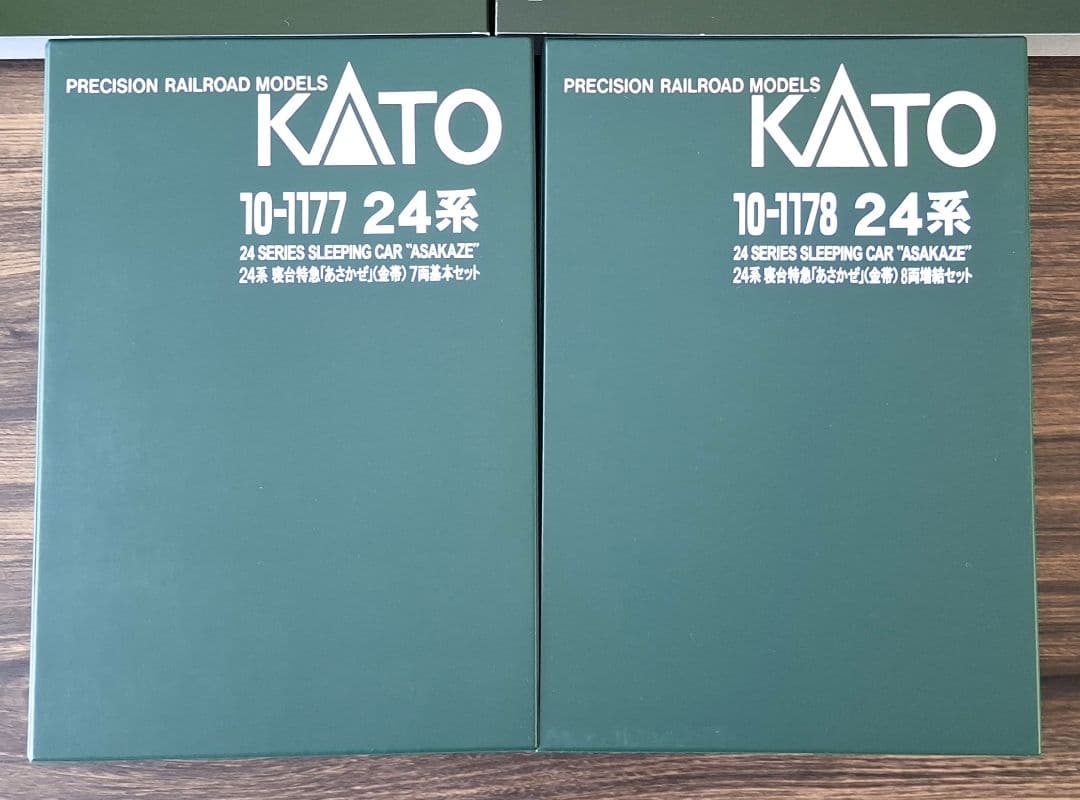 PRECISION RAILROAD MODELS
KATO
10-1177 24系
24 SERIES SLEEPING CAR "ASAKAZE"
24系 寝台特急「あさかぜ」(金帯) 7両基本セット
PRECISION RAILROAD MODELS
KATO
10-1178 24系
24 SERIES SLEEPING CAR "ASAKAZE"
24系 寝台特急「あさかぜ」(金帯) 8両増結セット